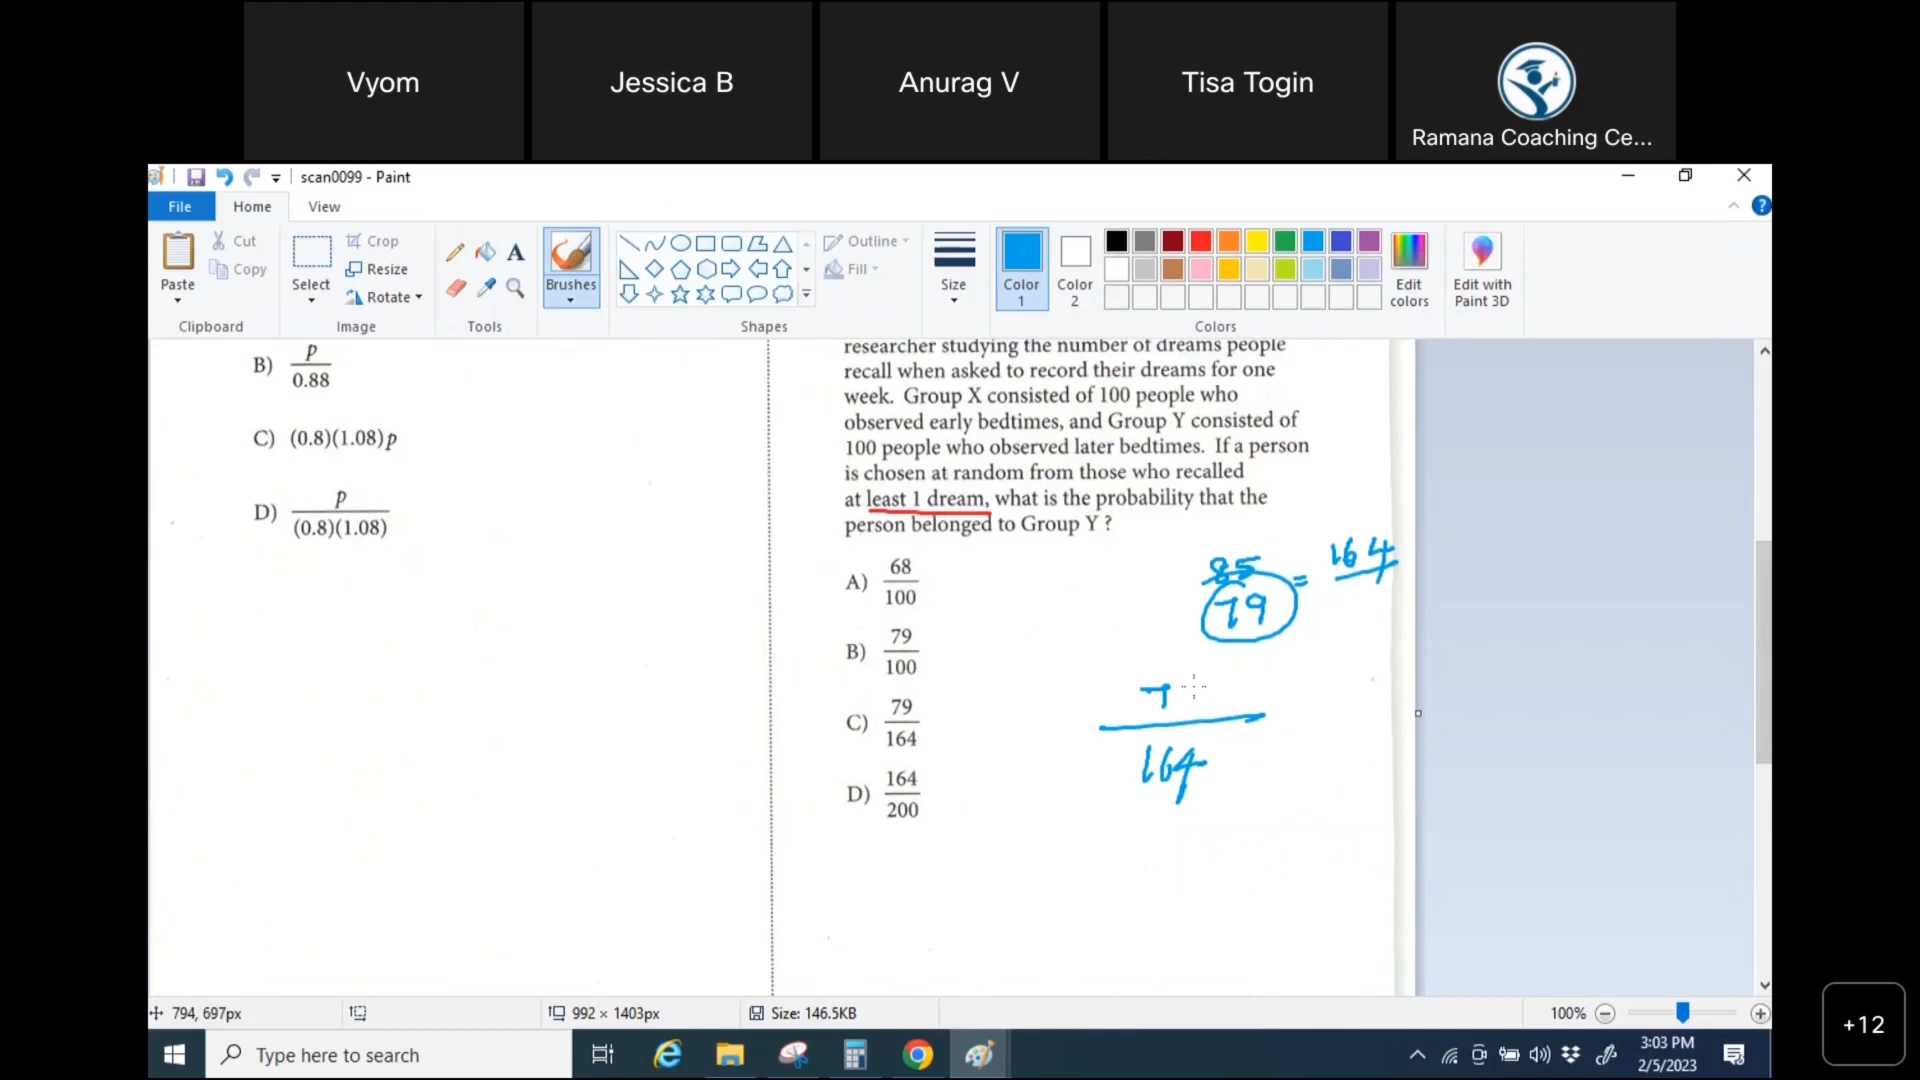 Vyom
Jessica B
Anurag V
Tisa Togin
Ramana Coaching Ce...
scan0099 - Paint
File
Home
View
Paste
Cut
Copy
Clipboard
Select
Crop
Resize
Rotate
Image
A
Tools
Brushes
Outline
Fill
Shapes
Size
Color
1
Color
2
Colors
Edit
colors
Edit with
Paint 3D
B) p
0.88
C) (0.8)(1.08)p
D) p
(0.8)(1.08)
researcher studying the number of dreams people
recall when asked to record their dreams for one
week. Group X consisted of 100 people who
observed early bedtimes, and Group Y consisted of
100 people who observed later bedtimes. If a person
is chosen at random from those who recalled
at least 1 dream, what is the probability that the
person belonged to Group Y ?
A) 68
100
B) 79
100
C) 79
164
D) 164
200
85
79
= 164
7
164
794, 697px
992 × 1403px
Size: 146.5KB
100%
Type here to search
3:03 PM
2/5/2023
+12